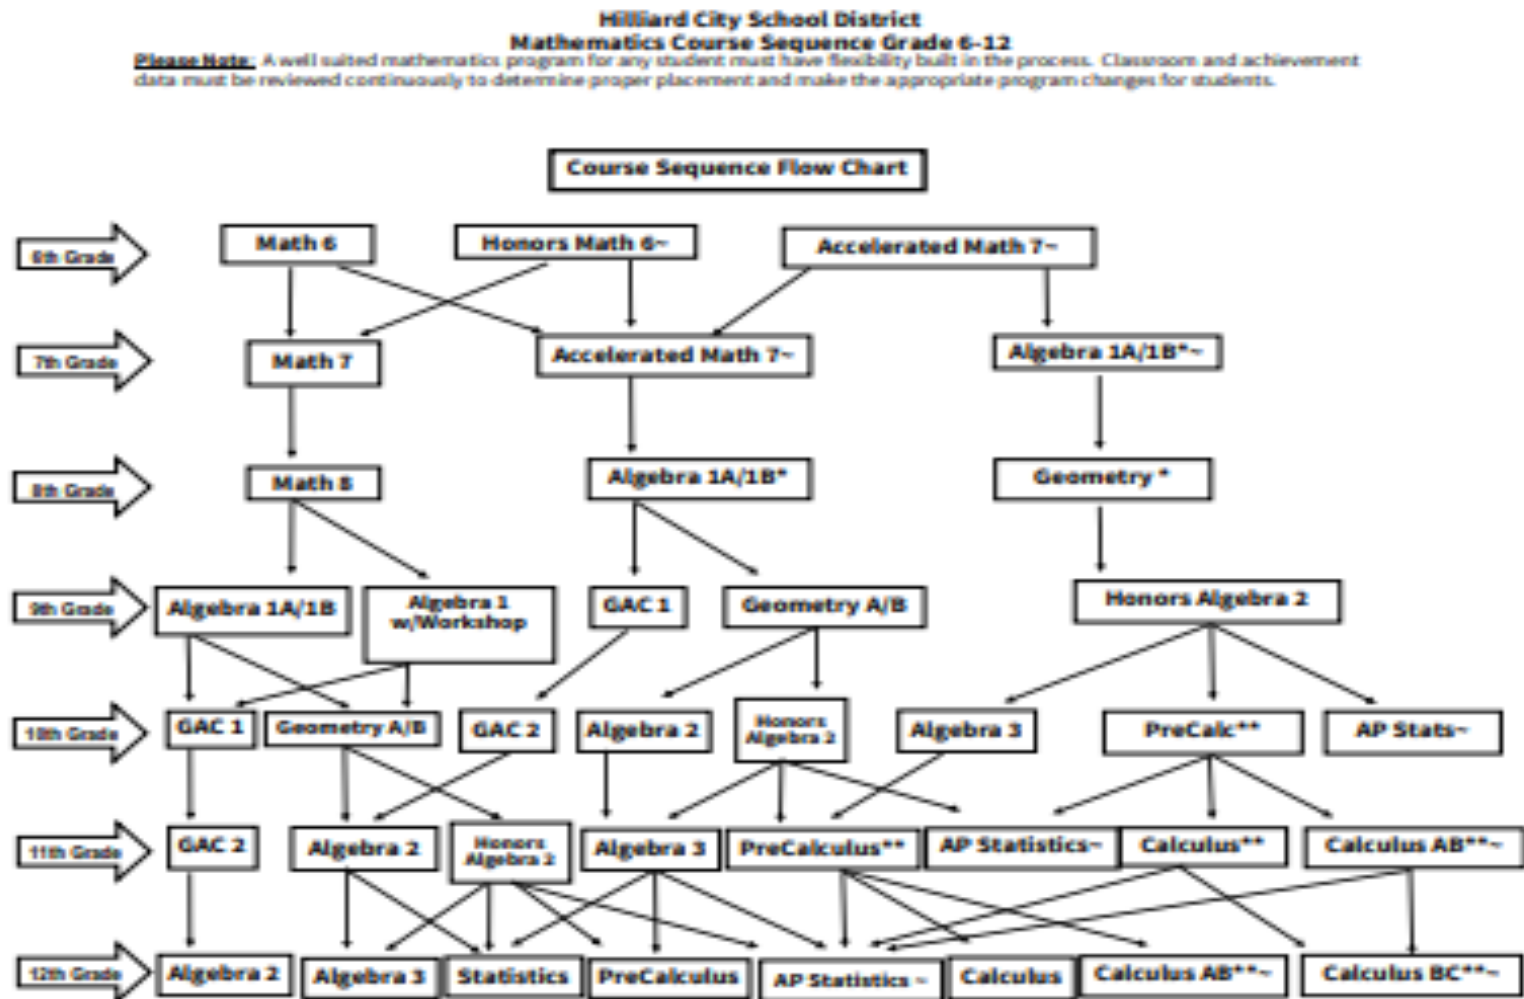 Hilliard City School District
Mathematics Course Sequence Grade 6-12
Please Note: A well suited mathematics program for any student must have flexibility built in the process. Classroom and achievement
data must be reviewed continuously to determine proper placement and make the appropriate program changes for students.
Course Sequence Flow Chart
6th Grade
Math 6
Honors Math 6~
Accelerated Math 7~
7th Grade
Math 7
Accelerated Math 7~
Algebra 1A/1B*~
8th Grade
Math 8
Algebra 1A/1B*
Geometry *
9th Grade
Algebra 1A/1B
Algebra 1
w/Workshop
GAC 1
Geometry A/B
Honors Algebra 2
10th Grade
GAC 1
Geometry A/B
GAC 2
Algebra 2
Honors
Algebra 2
Algebra 3
PreCalc**
AP Stats~
11th Grade
GAC 2
Algebra 2
Honors
Algebra 2
Algebra 3
PreCalculus**
AP Statistics~
Calculus**
Calculus AB**~
12th Grade
Algebra 2
Algebra 3
Statistics
PreCalculus
AP Statistics ~
Calculus
Calculus AB**~
Calculus BC**~